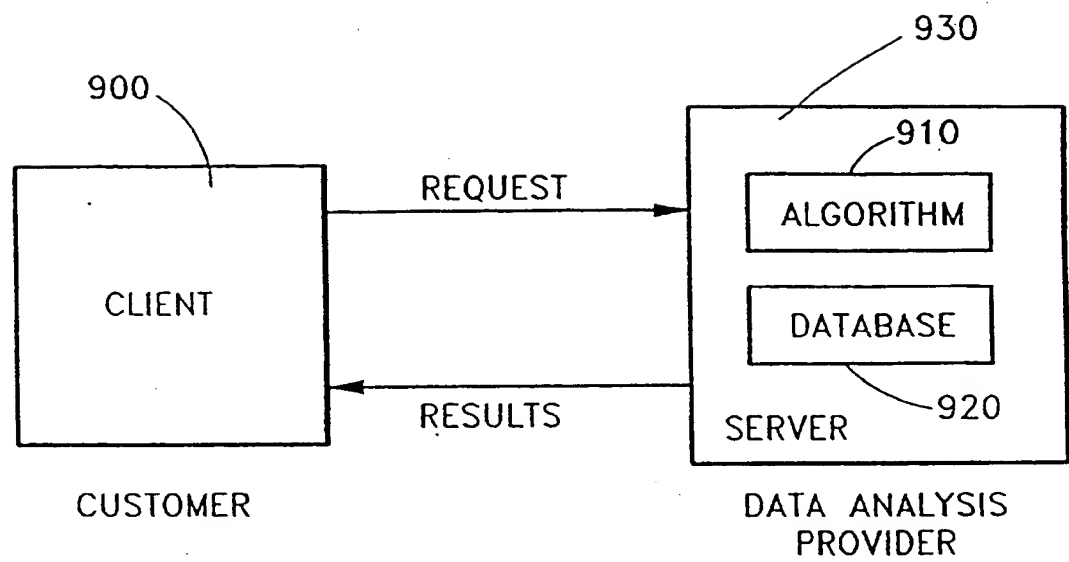 930
900
910
REQUEST
ALGORITHM
CLIENT
DATABASE
RESULTS
920
SERVER
CUSTOMER
DATA ANALYSIS
PROVIDER